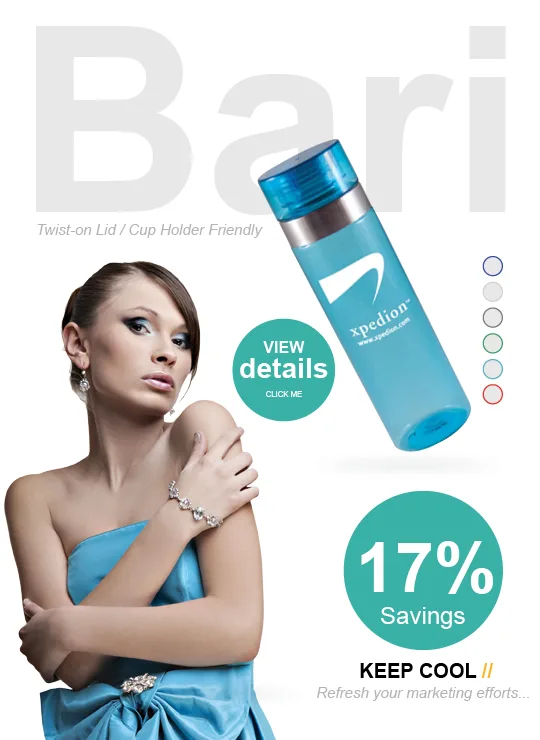 Bari
Twist-on Lid / Cup Holder Friendly
xpedion™
www.xpedion.com
VIEW
details
CLICK ME
17%
Savings
KEEP COOL //
Refresh your marketing efforts...